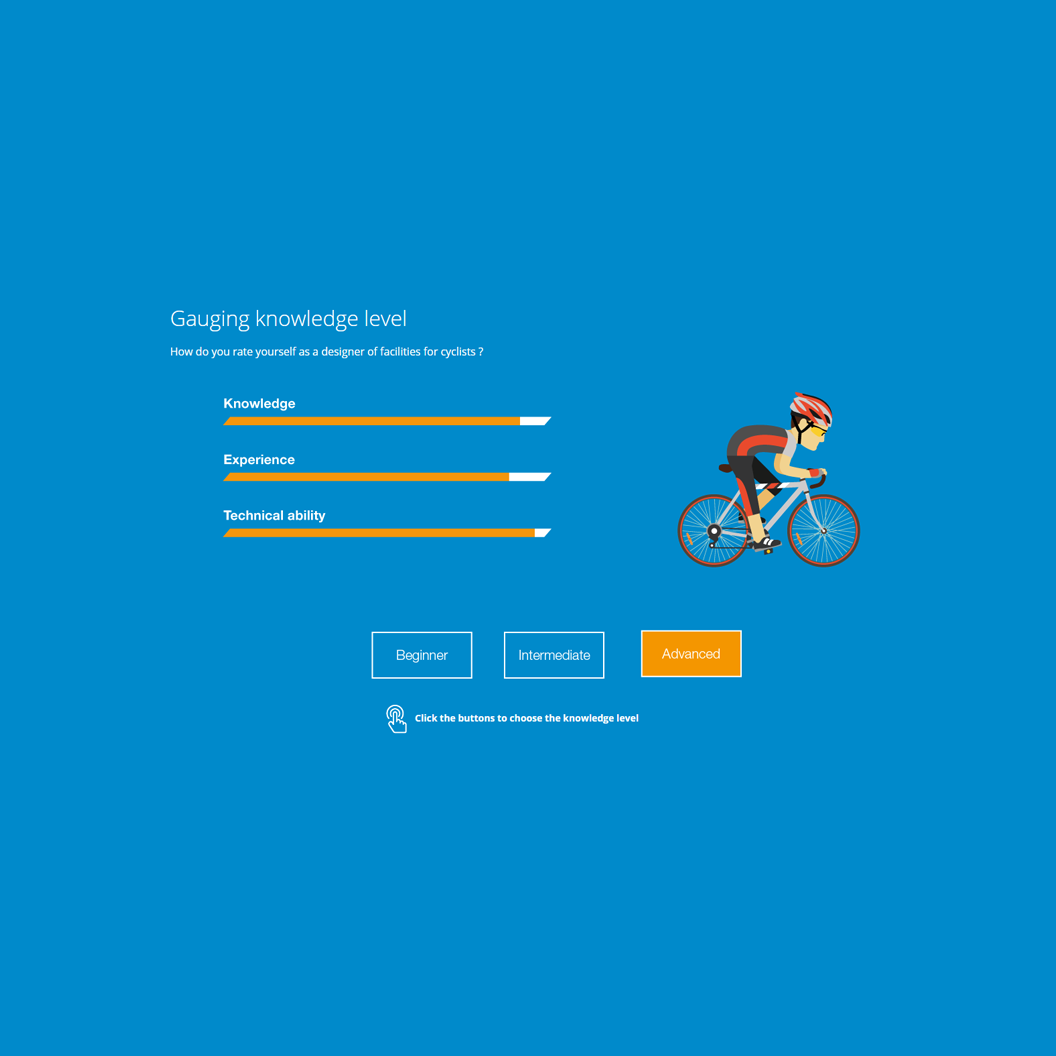 Gauging knowledge level
How do you rate yourself as a designer of facilities for cyclists ?
Knowledge
Experience
Technical ability
Beginner
Intermediate
Advanced
Click the buttons to choose the knowledge level